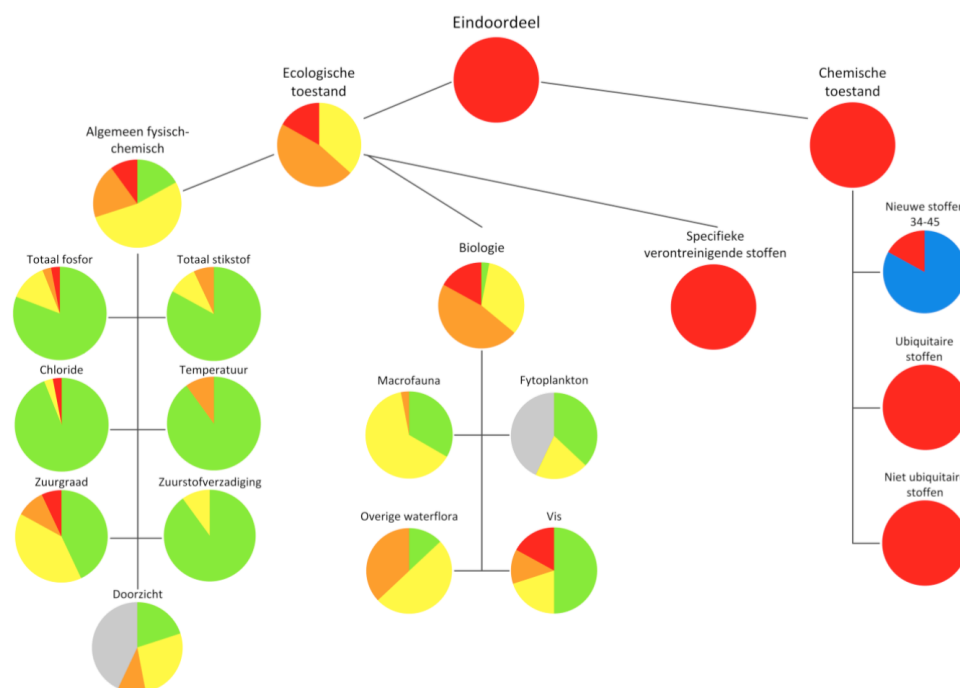 Eindoordeel
Ecologische
toestand
Chemische
toestand
Algemeen fysisch-
chemisch
Nieuwe stoffen
34-45
Biologie
Specifieke
verontreinigende stoffen
Totaal fosfor
Totaal stikstof
Ubiquitaire
stoffen
Chloride
Temperatuur
Macrofauna
Fytoplankton
Zuurgraad
Zuurstofverzadiging
Niet ubiquitaire
stoffen
Overige waterflora
Vis
Doorzicht